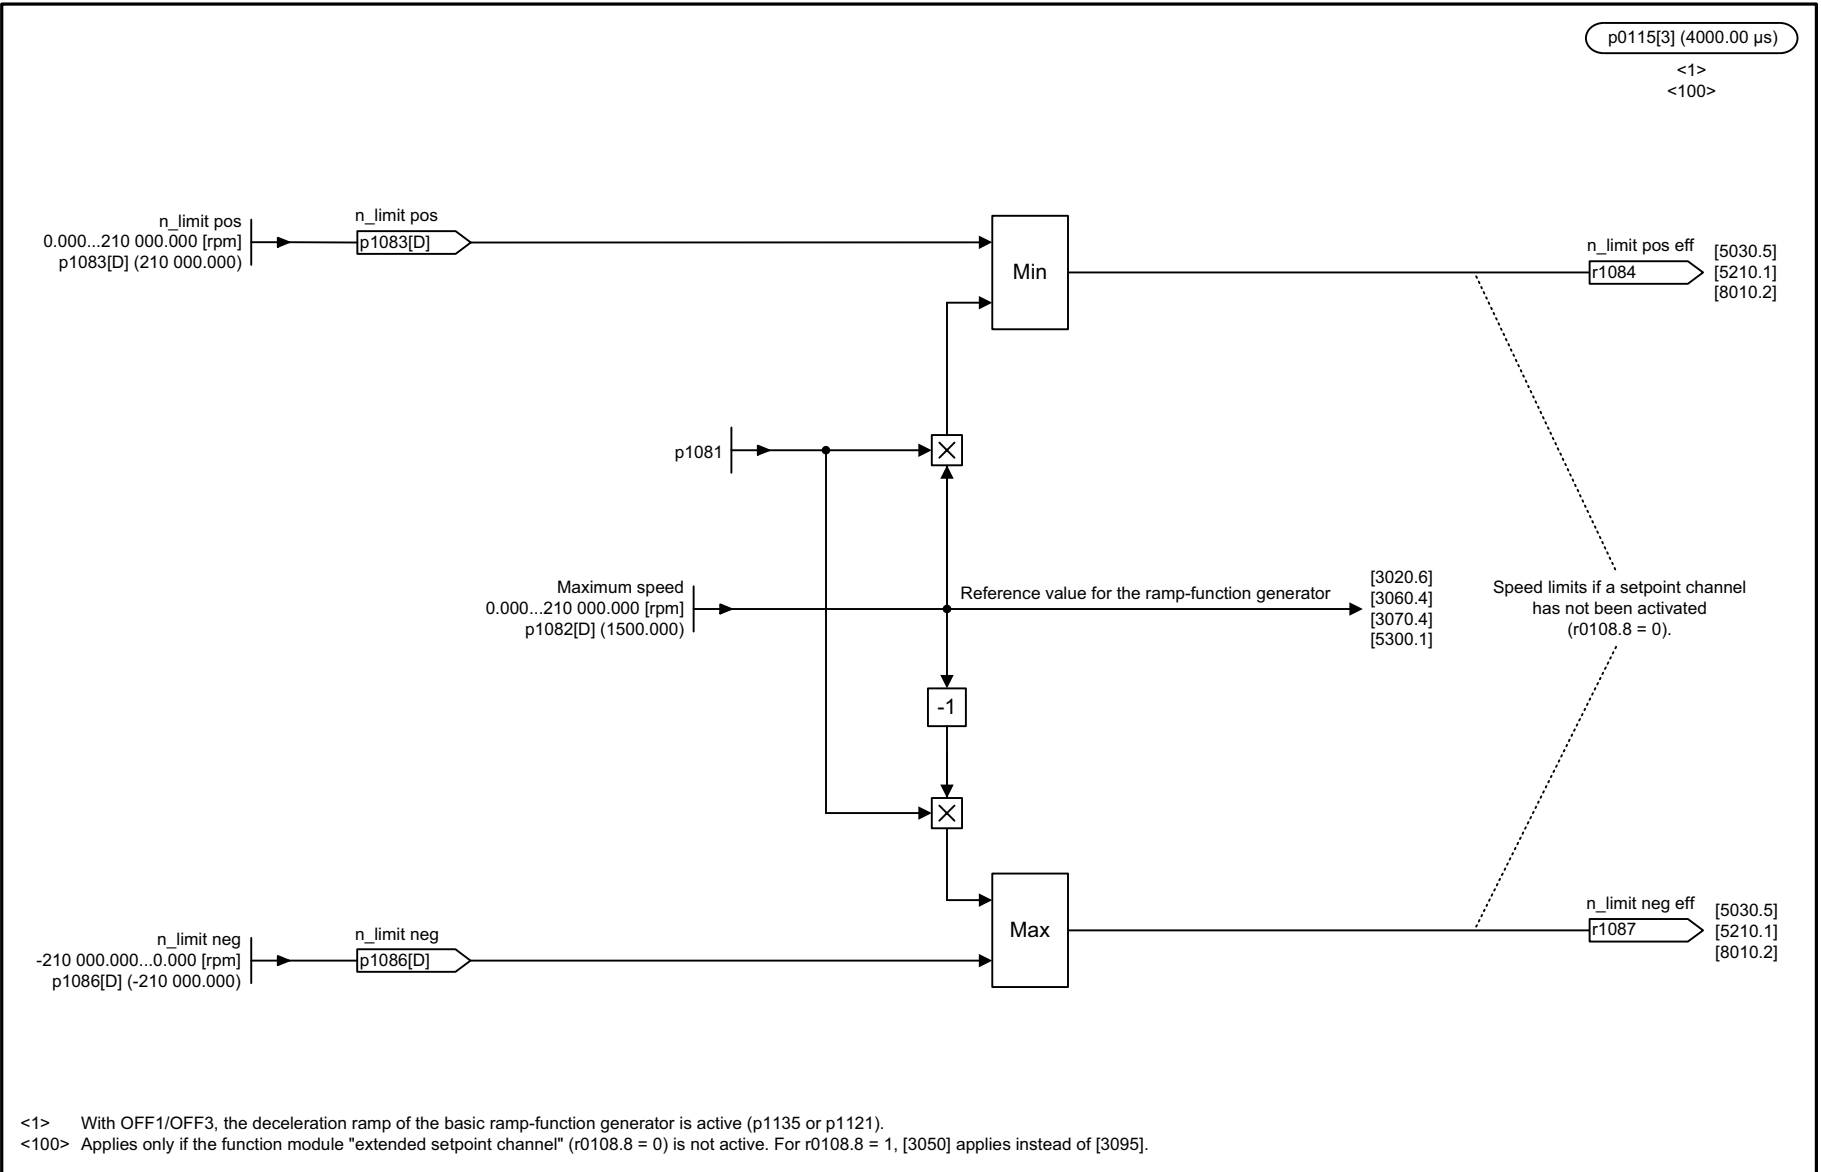 p0115[3] (4000.00 µs)
<1>
<100>
n_limit pos
0.000...210 000.000 [rpm]
p1083[D] (210 000.000)
n_limit pos
p1083[D]
Min
n_limit pos eff
r1084
[5030.5]
[5210.1]
[8010.2]
p1081
Maximum speed
0.000...210 000.000 [rpm]
p1082[D] (1500.000)
Reference value for the ramp-function generator
[3020.6]
[3060.4]
[3070.4]
[5300.1]
Speed limits if a setpoint channel
has not been activated
(r0108.8 = 0).
-1
n_limit neg
-210 000.000...0.000 [rpm]
p1086[D] (-210 000.000)
n_limit neg
p1086[D]
Max
n_limit neg eff
r1087
[5030.5]
[5210.1]
[8010.2]
<1> With OFF1/OFF3, the deceleration ramp of the basic ramp-function generator is active (p1135 or p1121).
<100> Applies only if the function module "extended setpoint channel" (r0108.8 = 0) is not active. For r0108.8 = 1, [3050] applies instead of [3095].